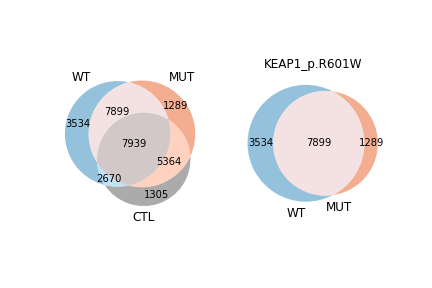 WT
MUT
1289
7899
3534
7939
5364
2670
1305
CTL
KEAP1_p.R601W
3534
7899
1289
WT
MUT